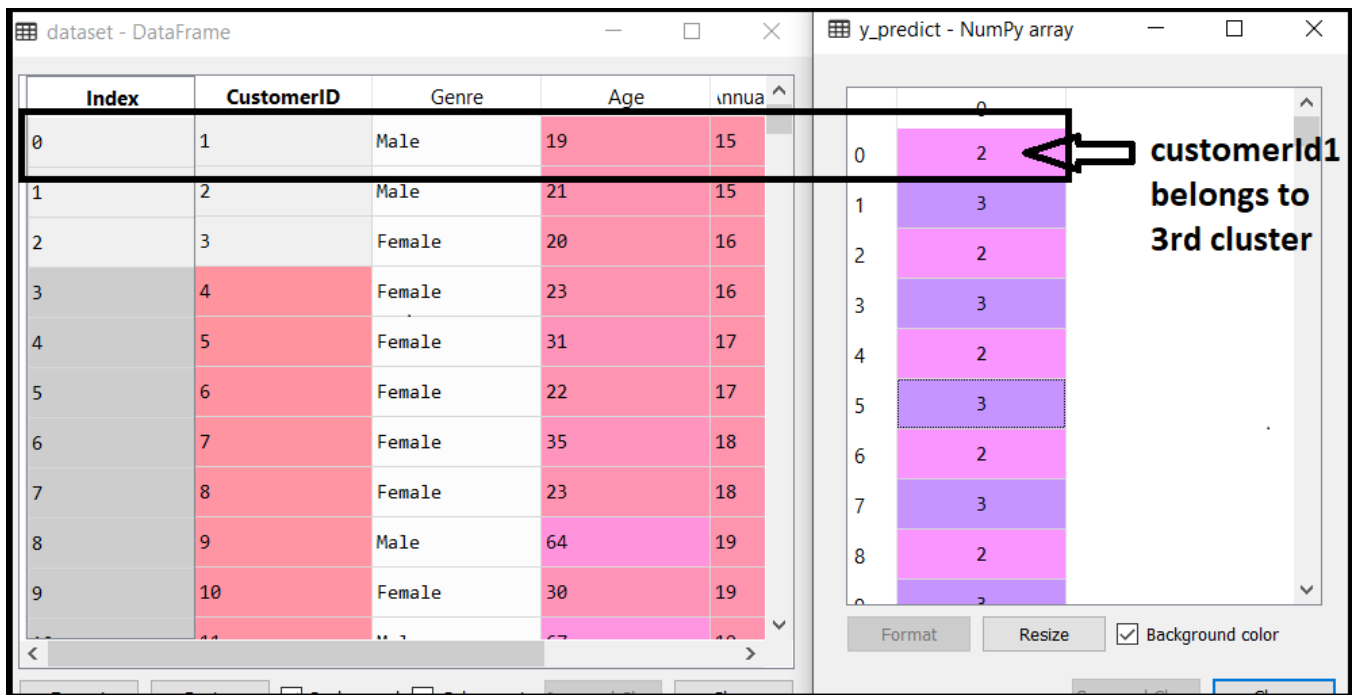 dataset - DataFrame
Index CustomerID Genre Age Annua
0 1 Male 19 15
1 2 Male 21 15
2 3 Female 20 16
3 4 Female 23 16
4 5 Female 31 17
5 6 Female 22 17
6 7 Female 35 18
7 8 Female 23 18
8 9 Male 64 19
9 10 Female 30 19
y_predict - NumPy array
0
0 2
1 3
2 2
3 3
4 2
5 3
6 2
7 3
8 2
9 3
customerId1
belongs to
3rd cluster
Format Resize Background color